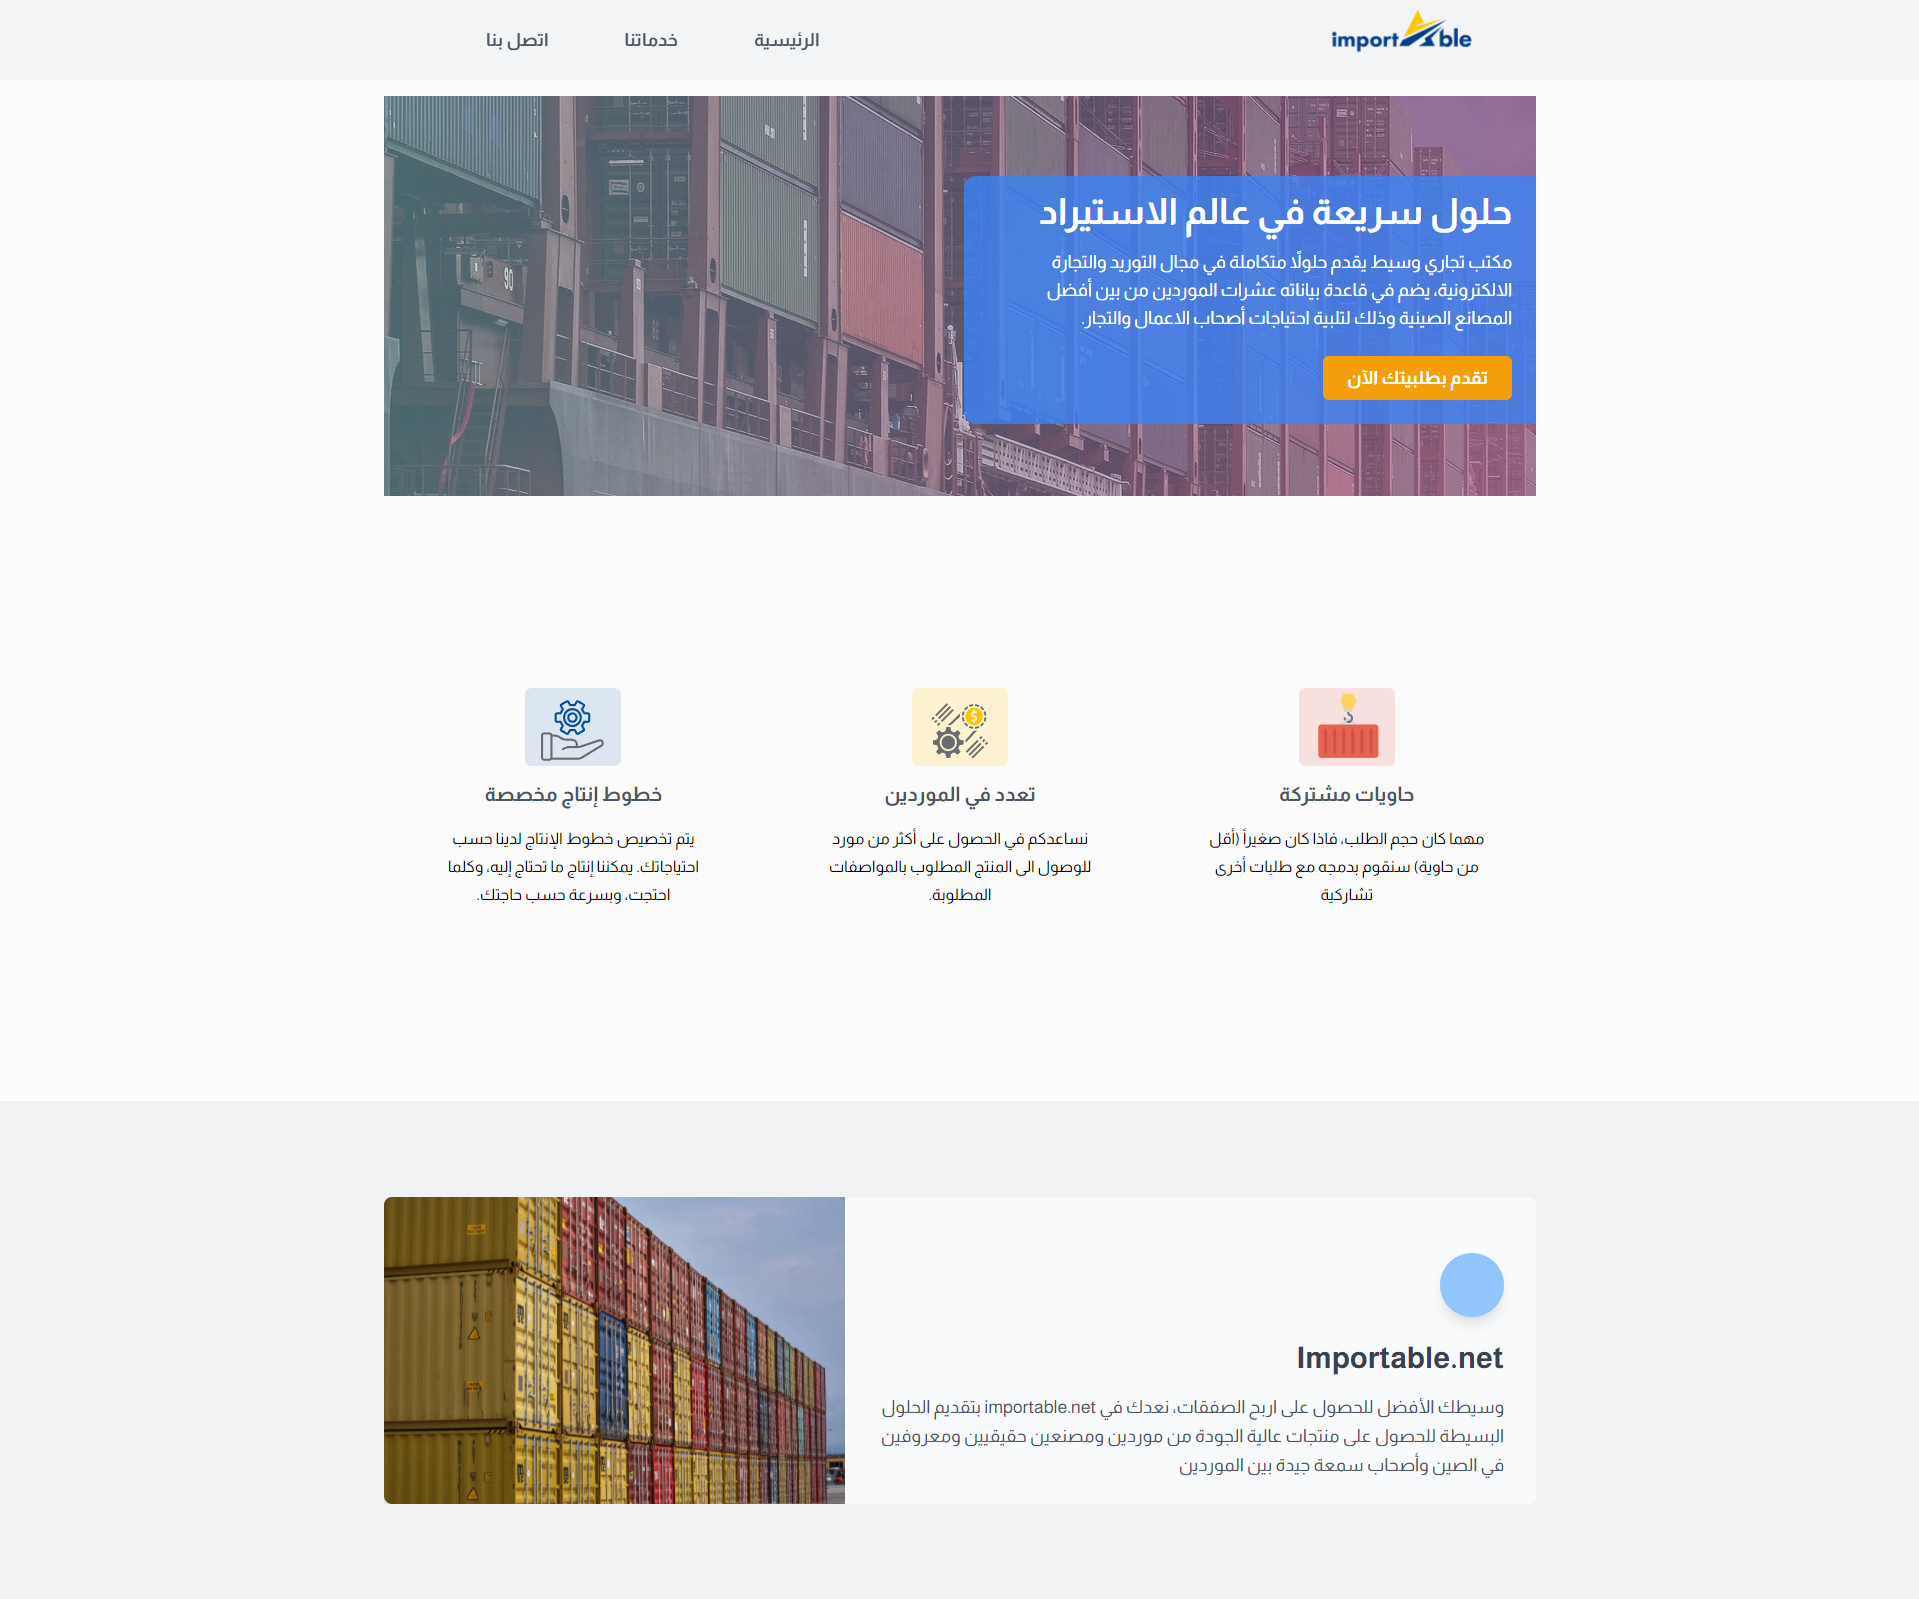 importAble
الرئيسية
خدماتنا
اتصل بنا
حلول سريعة في عالم الاستيراد
مكتب تجاري وسيط يقدم حلولاً متكاملة في مجال التوريد والتجارة
الالكترونية، يضم في قاعدة بياناته عشرات الموردين من بين أفضل
المصانع الصينية وذلك لتلبية احتياجات أصحاب الاعمال والتجار.
تقدم بطلبيتك الآن
90
حاويات مشتركة
مهما كان حجم الطلب، فاذا كان صغيراً (أقل
من حاوية) سنقوم بدمجه مع طلبات أخرى
تشاركية
تعدد في الموردين
نساعدكم في الحصول على أكثر من مورد
للوصول الى المنتج المطلوب بالمواصفات
المطلوبة.
خطوط إنتاج مخصصة
يتم تخصيص خطوط الإنتاج لدينا حسب
احتياجاتك. يمكننا إنتاج ما تحتاج إليه، وكلما
احتجت، وبسرعة حسب حاجتك.
Importable.net
وسيطك الأفضل للحصول على اربح الصفقات، نعدك في importable.net بتقديم الحلول
البسيطة للحصول على منتجات عالية الجودة من موردين ومصنعين حقيقيين ومعروفين
في الصين وأصحاب سمعة جيدة بين الموردين